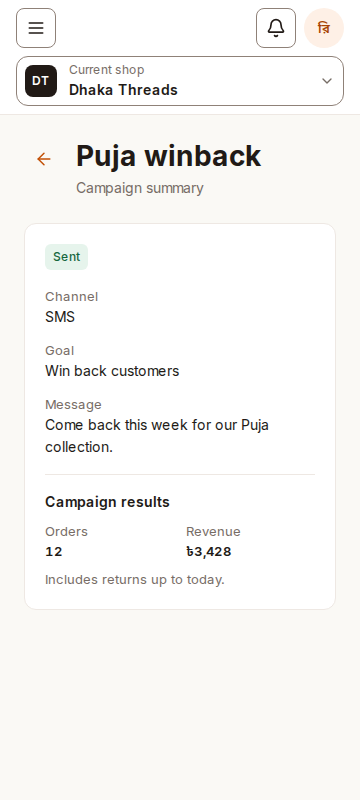 রি
DT
Current shop
Dhaka Threads
Puja winback
Campaign summary
Sent
Channel
SMS
Goal
Win back customers
Message
Come back this week for our Puja
collection.
Campaign results
Orders
Revenue
12
৳3,428
Includes returns up to today.